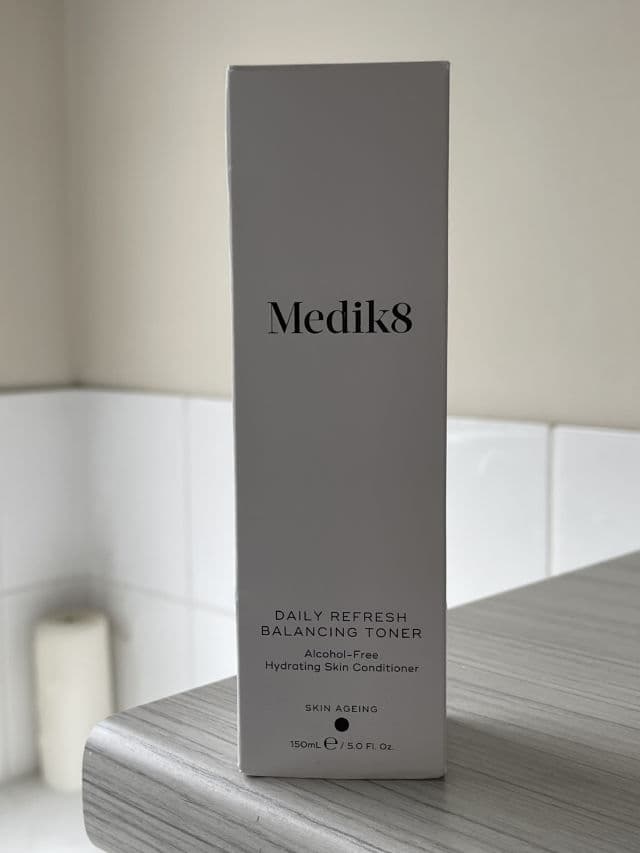 Medik8
DAILY REFRESH
BALANCING TONER
Alcohol-Free
Hydrating Skin Conditioner
SKIN AGEING
150mL ℮ / 5.0 Fl. Oz.